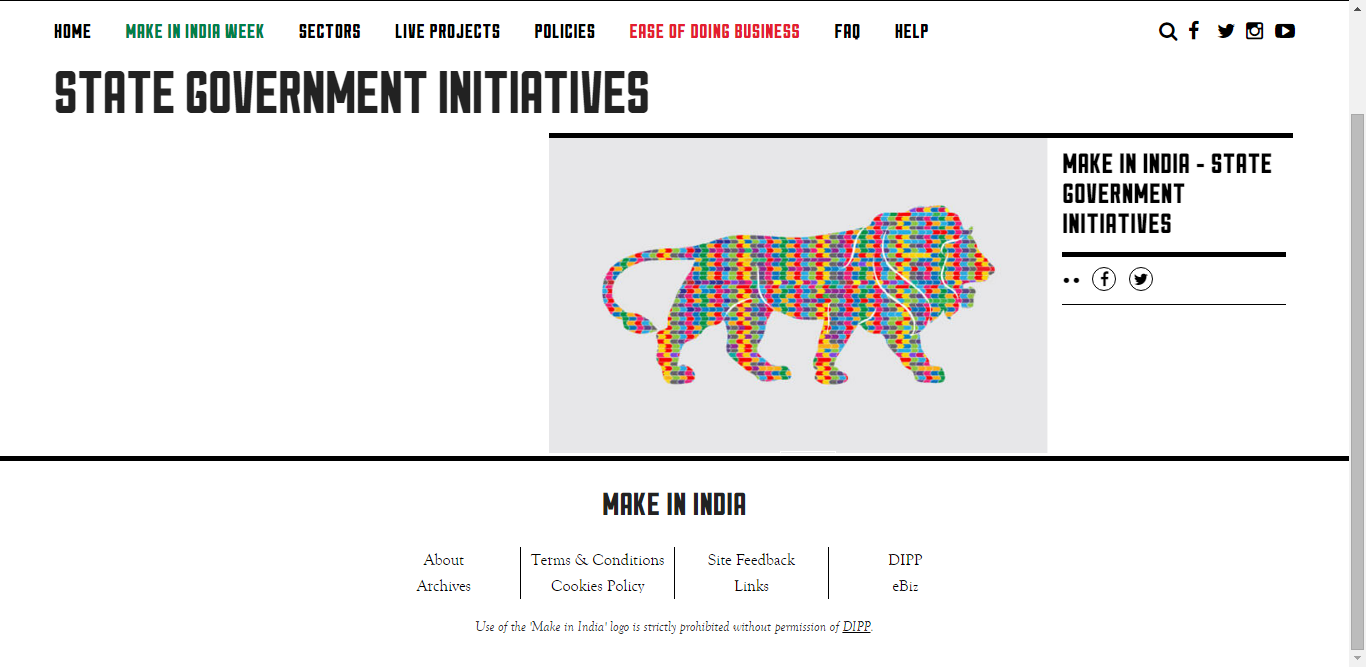 HOME MAKE IN INDIA WEEK SECTORS LIVE PROJECTS POLICIES EASE OF DOING BUSINESS FAQ HELP
STATE GOVERNMENT INITIATIVES
MAKE IN INDIA - STATE
GOVERNMENT
INITIATIVES
MAKE IN INDIA
About Terms & Conditions Site Feedback DIPP
Archives Cookies Policy Links eBiz
Use of the 'Make in India' logo is strictly prohibited without permission of DIPP.